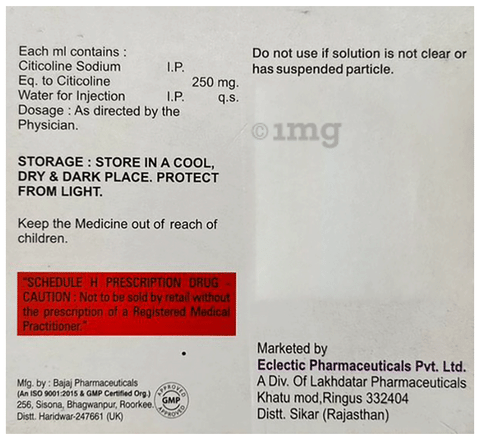 Each ml contains :
Citicoline Sodium I.P.
Eq. to Citicoline 250 mg.
Water for Injection I.P. q.s.
Dosage : As directed by the
Physician.
STORAGE : STORE IN A COOL,
DRY & DARK PLACE. PROTECT
FROM LIGHT.
Keep the Medicine out of reach of
children.
"SCHEDULE H PRESCRIPTION DRUG –
CAUTION : Not to be sold by retail without
the prescription of a Registered Medical
Practitioner."
Mfg. by : Bajaj Pharmaceuticals
(An ISO 9001:2015 & GMP Certified Org.)
256, Sisona, Bhagwanpur, Roorkee.
Distt. Haridwar-247661 (UK)
APPROVED
GMP
APPROVED
Do not use if solution is not clear or
has suspended particle.
©1mg
Marketed by
Eclectic Pharmaceuticals Pvt. Ltd.
A Div. Of Lakhdatar Pharmaceuticals
Khatu mod,Ringus 332404
Distt. Sikar (Rajasthan)